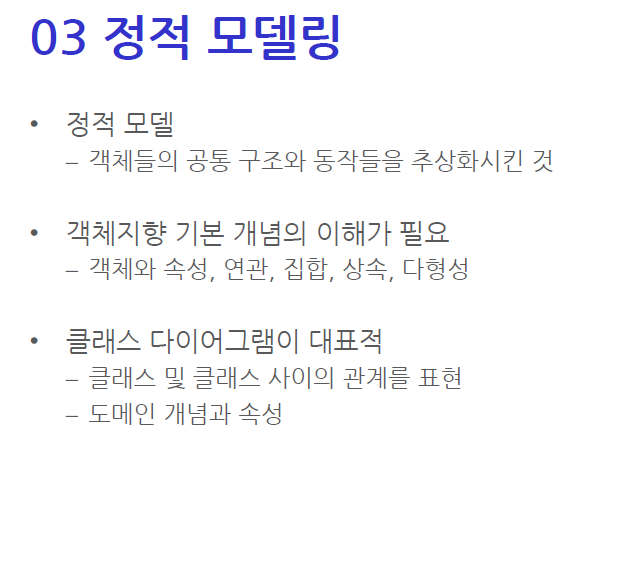 03 정적 모델링
• 정적 모델
– 객체들의 공통 구조와 동작들을 추상화시킨 것
• 객체지향 기본 개념의 이해가 필요
– 객체와 속성, 연관, 집합, 상속, 다형성
• 클래스 다이어그램이 대표적
– 클래스 및 클래스 사이의 관계를 표현
– 도메인 개념과 속성